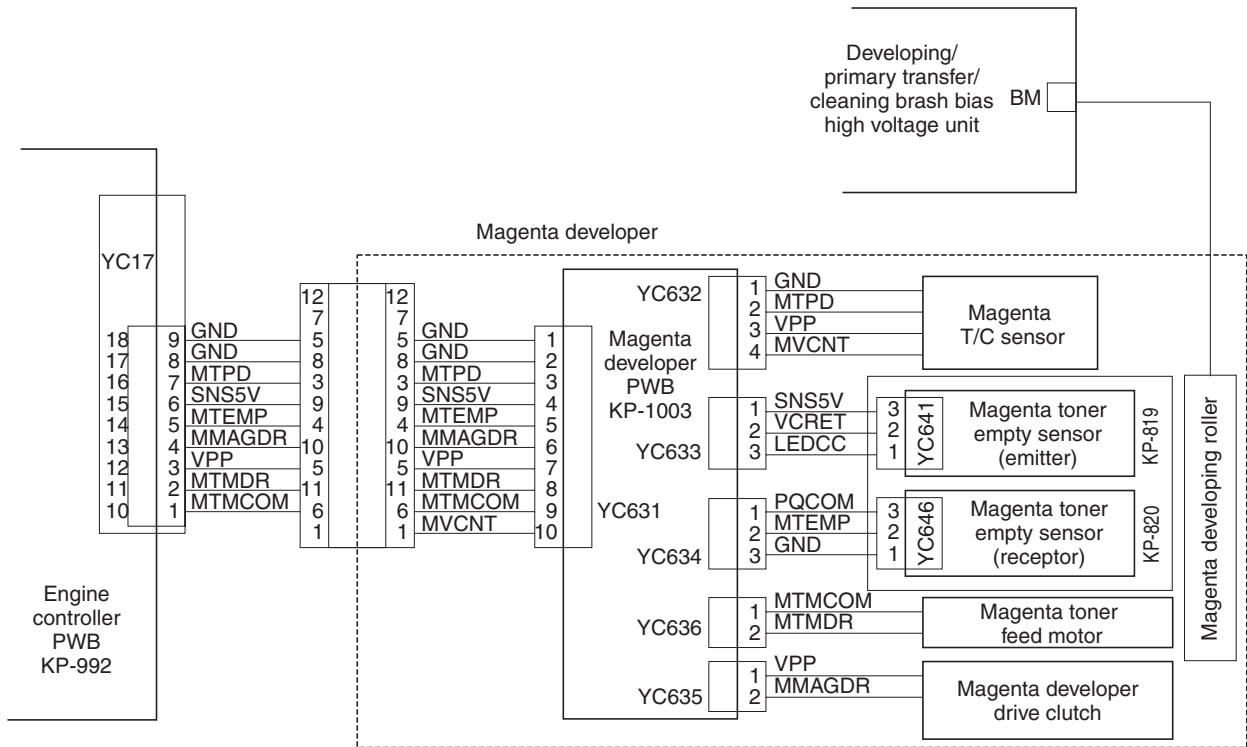 Developing/
primary transfer/
cleaning brash bias
high voltage unit
BM
Magenta developer
YC17
18 9 GND
17 8 GND
16 7 MTPD
15 6 SNS5V
14 5 MTEMP
13 4 MMAGDR
12 3 VPP
11 2 MTMDR
10 1 MTMCOM
12 12
7 7
5 5 GND 1
8 8 GND 2
3 3 MTPD 3
9 9 SNS5V 4
4 4 MTEMP 5
10 10 MMAGDR 6
5 5 VPP 7
11 11 MTMDR 8
6 6 MTMCOM 9
1 1 MVCNT 10
YC631
Magenta
developer
PWB
KP-1003
YC632
1 GND
2 MTPD
3 VPP
4 MVCNT
Magenta
T/C sensor
YC633
1 SNS5V 3
2 VCRET 2
3 LEDCC 1
YC641
Magenta toner
empty sensor
(emitter)
KP-819
YC634
1 PQCOM 3
2 MTEMP 2
3 GND 1
YC646
Magenta toner
empty sensor
(receptor)
KP-820
YC636
1 MTMCOM
2 MTMDR
Magenta toner
feed motor
YC635
1 VPP
2 MMAGDR
Magenta developer
drive clutch
Magenta developing roller
Engine
controller
PWB
KP-992